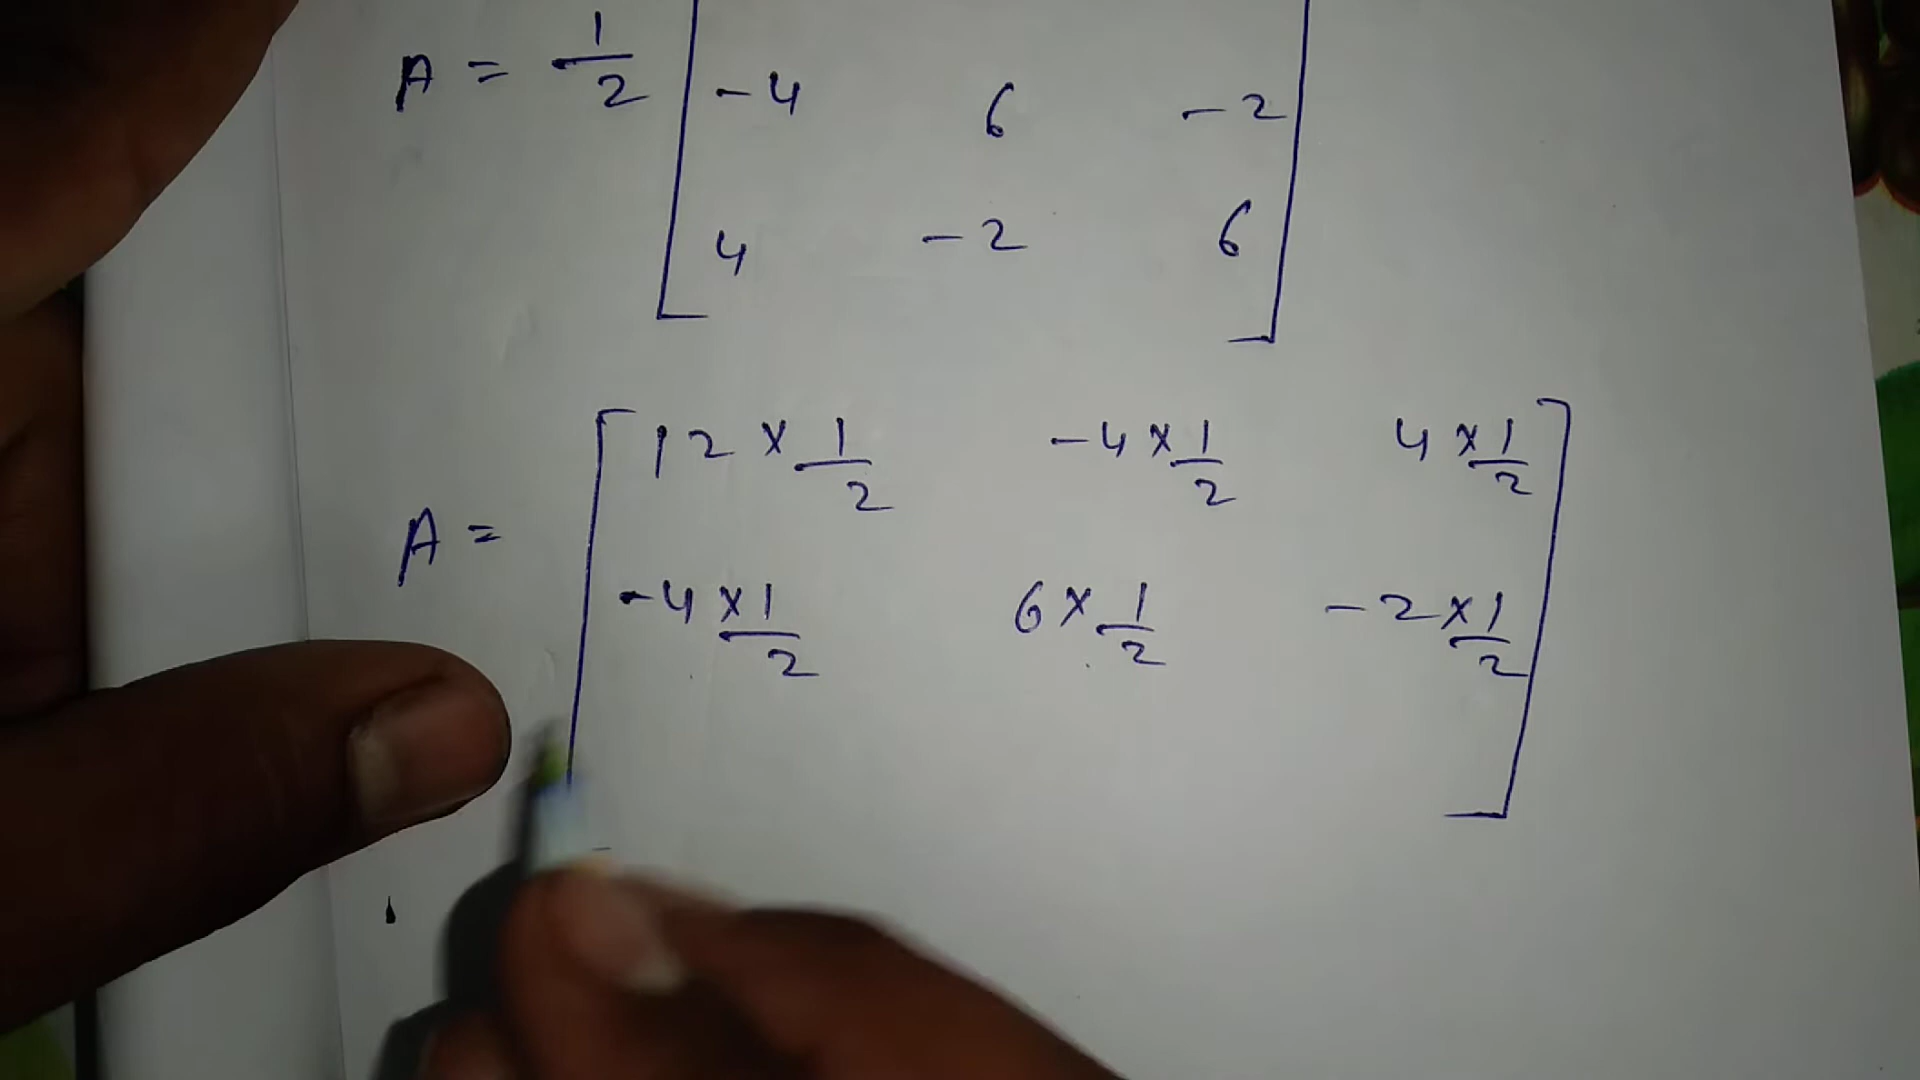 A = 1/2 [ -4 6 -2
4 -2 6 ]
A = [ 12 × 1/2 -4 × 1/2 4 × 1/2
-4 × 1/2 6 × 1/2 -2 × 1/2 ]